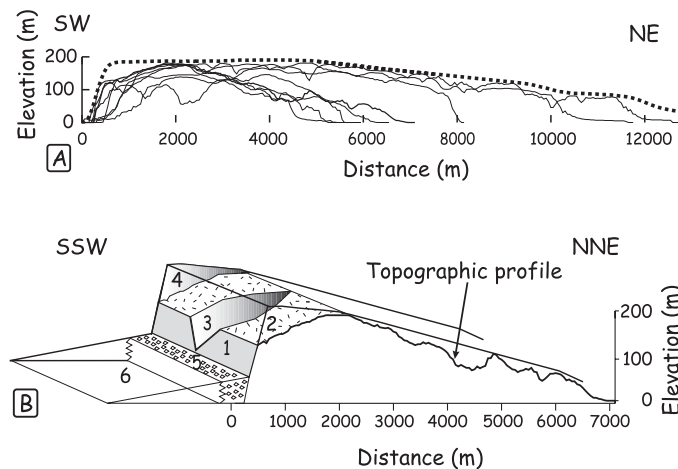 SW NE
Elevation (m)
200
100
0
0 2000 4000 6000 8000 10000 12000
A
Distance (m)
SSW NNE
Topographic profile
4
3
2
1
5
6
200
100
0
Elevation (m)
B
0 1000 2000 3000 4000 5000 6000 7000
Distance (m)